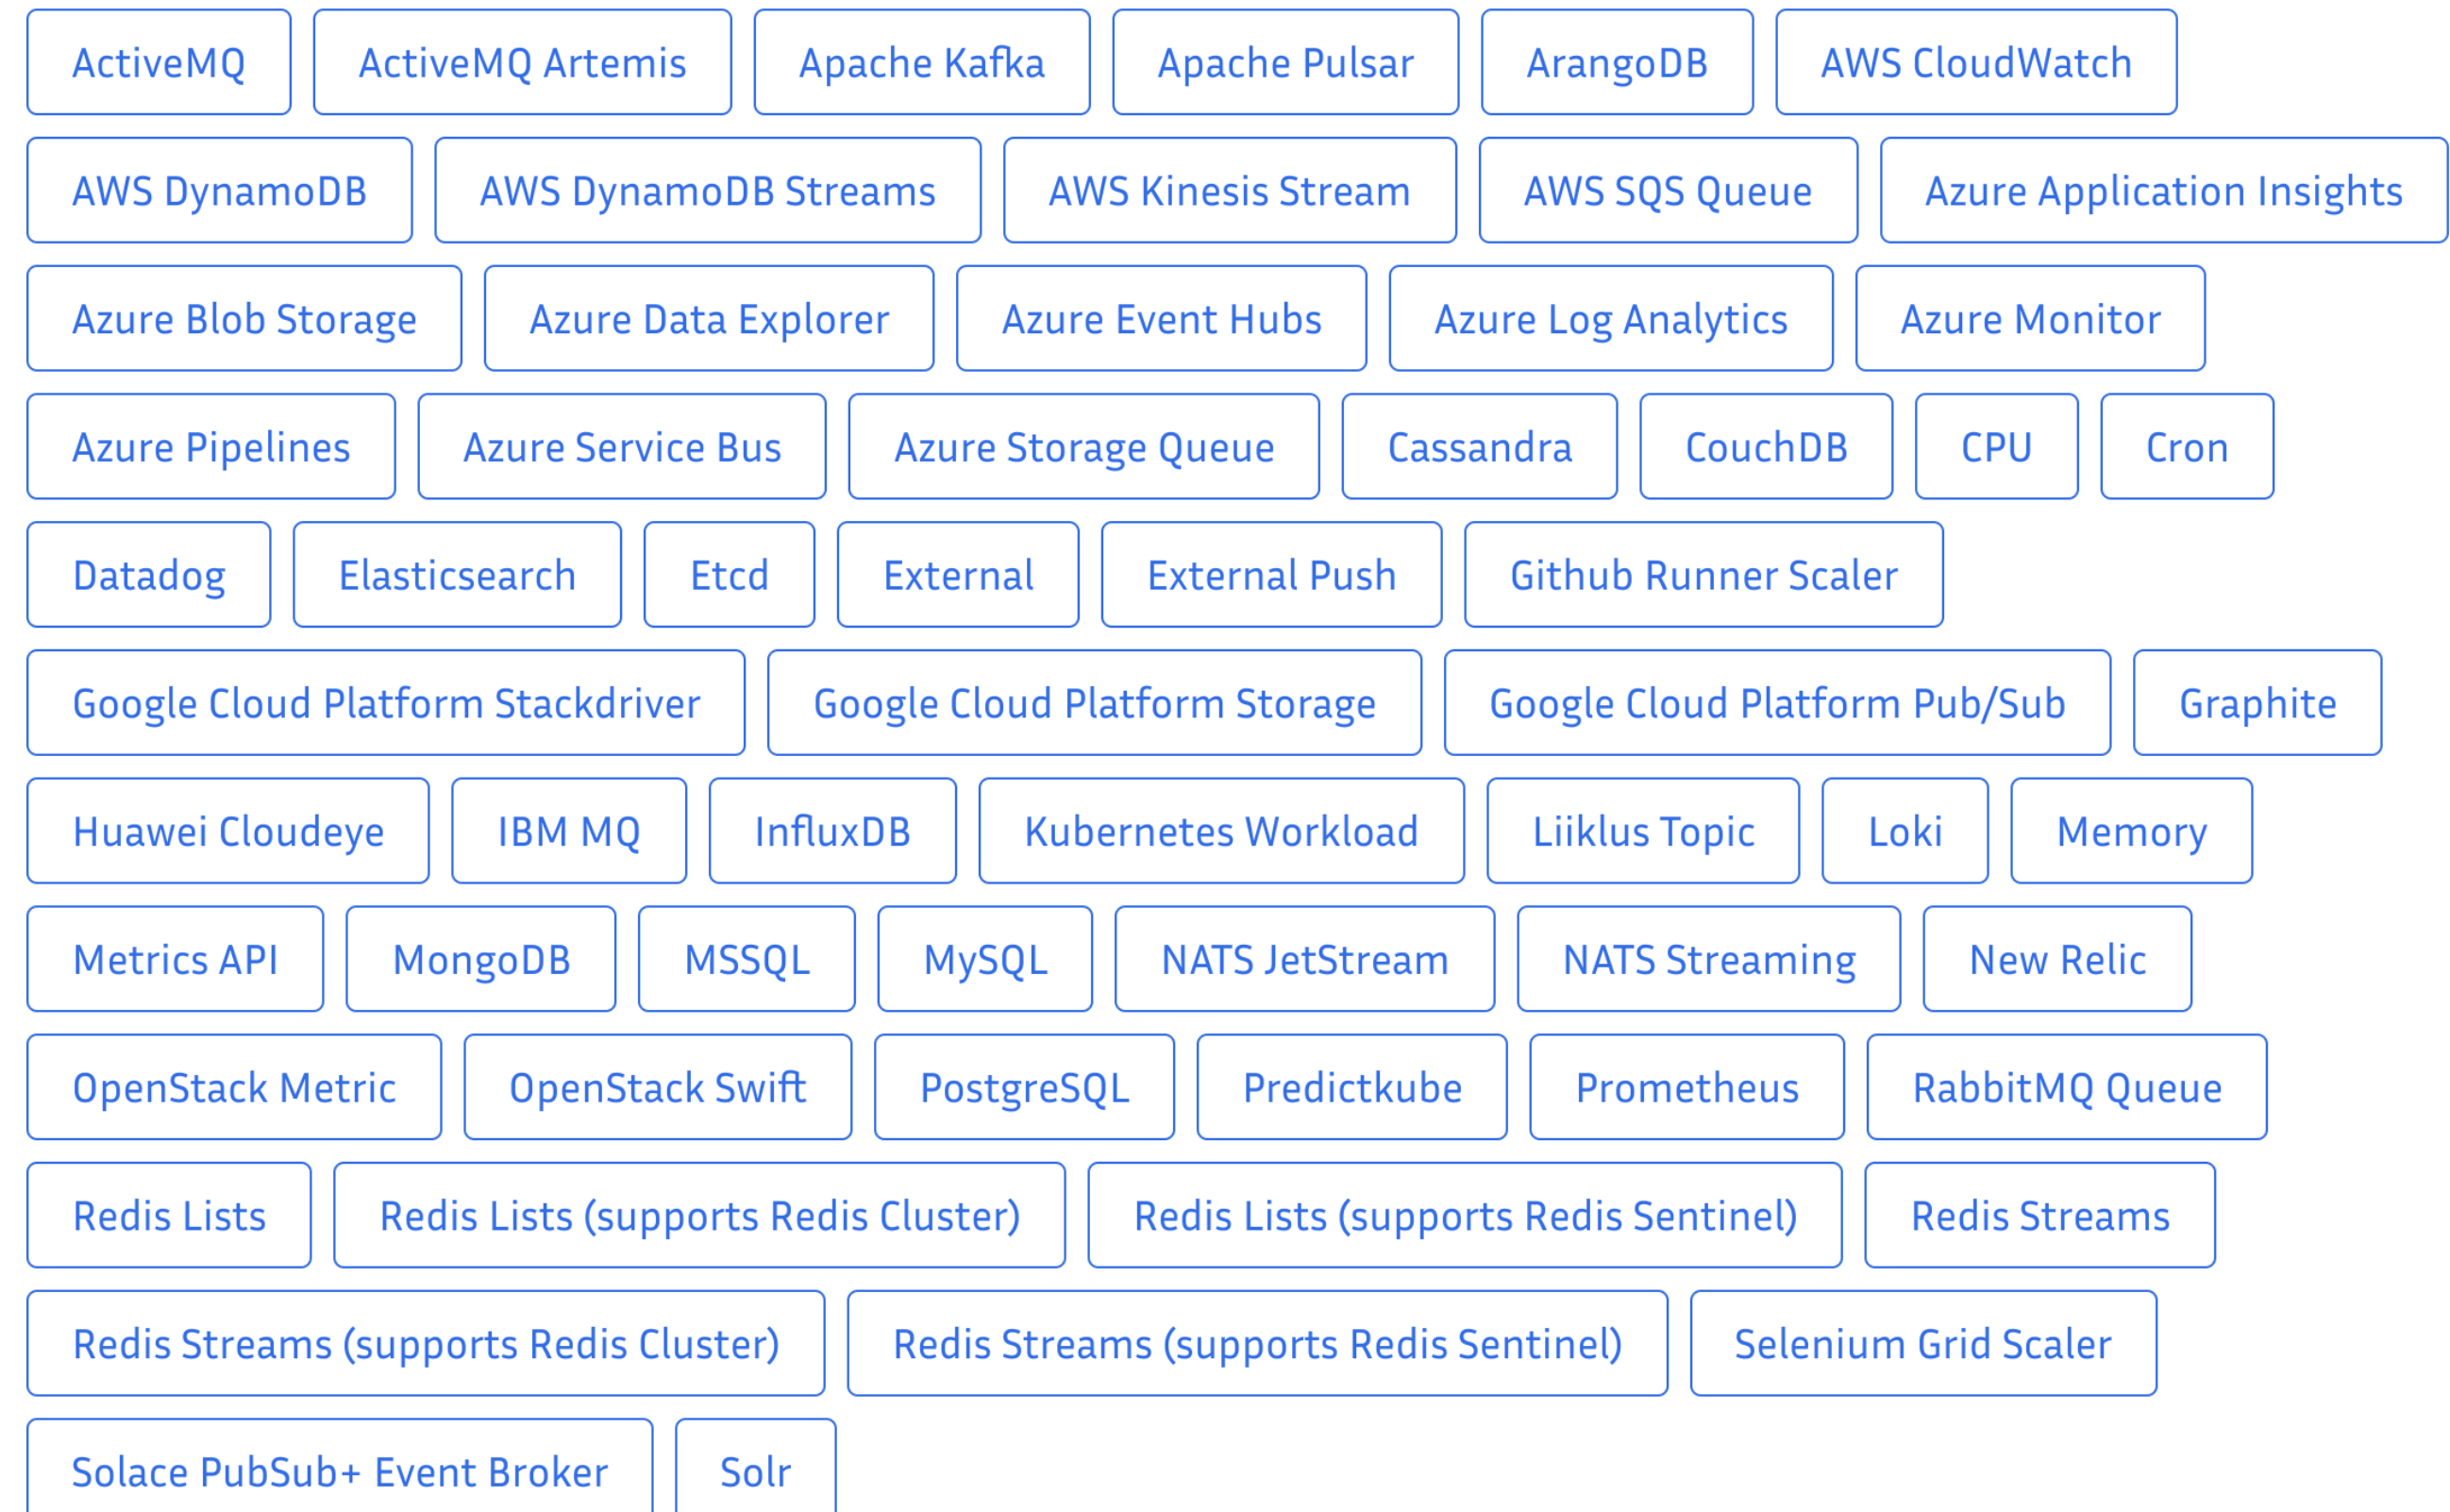 ActiveMQ ActiveMQ Artemis Apache Kafka Apache Pulsar ArangoDB AWS CloudWatch
AWS DynamoDB AWS DynamoDB Streams AWS Kinesis Stream AWS SQS Queue Azure Application Insights
Azure Blob Storage Azure Data Explorer Azure Event Hubs Azure Log Analytics Azure Monitor
Azure Pipelines Azure Service Bus Azure Storage Queue Cassandra CouchDB CPU Cron
Datadog Elasticsearch Etcd External External Push Github Runner Scaler
Google Cloud Platform Stackdriver Google Cloud Platform Storage Google Cloud Platform Pub/Sub Graphite
Huawei Cloudeye IBM MQ InfluxDB Kubernetes Workload Liiklus Topic Loki Memory
Metrics API MongoDB MSSQL MySQL NATS JetStream NATS Streaming New Relic
OpenStack Metric OpenStack Swift PostgreSQL Predictkube Prometheus RabbitMQ Queue
Redis Lists Redis Lists (supports Redis Cluster) Redis Lists (supports Redis Sentinel) Redis Streams
Redis Streams (supports Redis Cluster) Redis Streams (supports Redis Sentinel) Selenium Grid Scaler
Solace PubSub+ Event Broker Solr